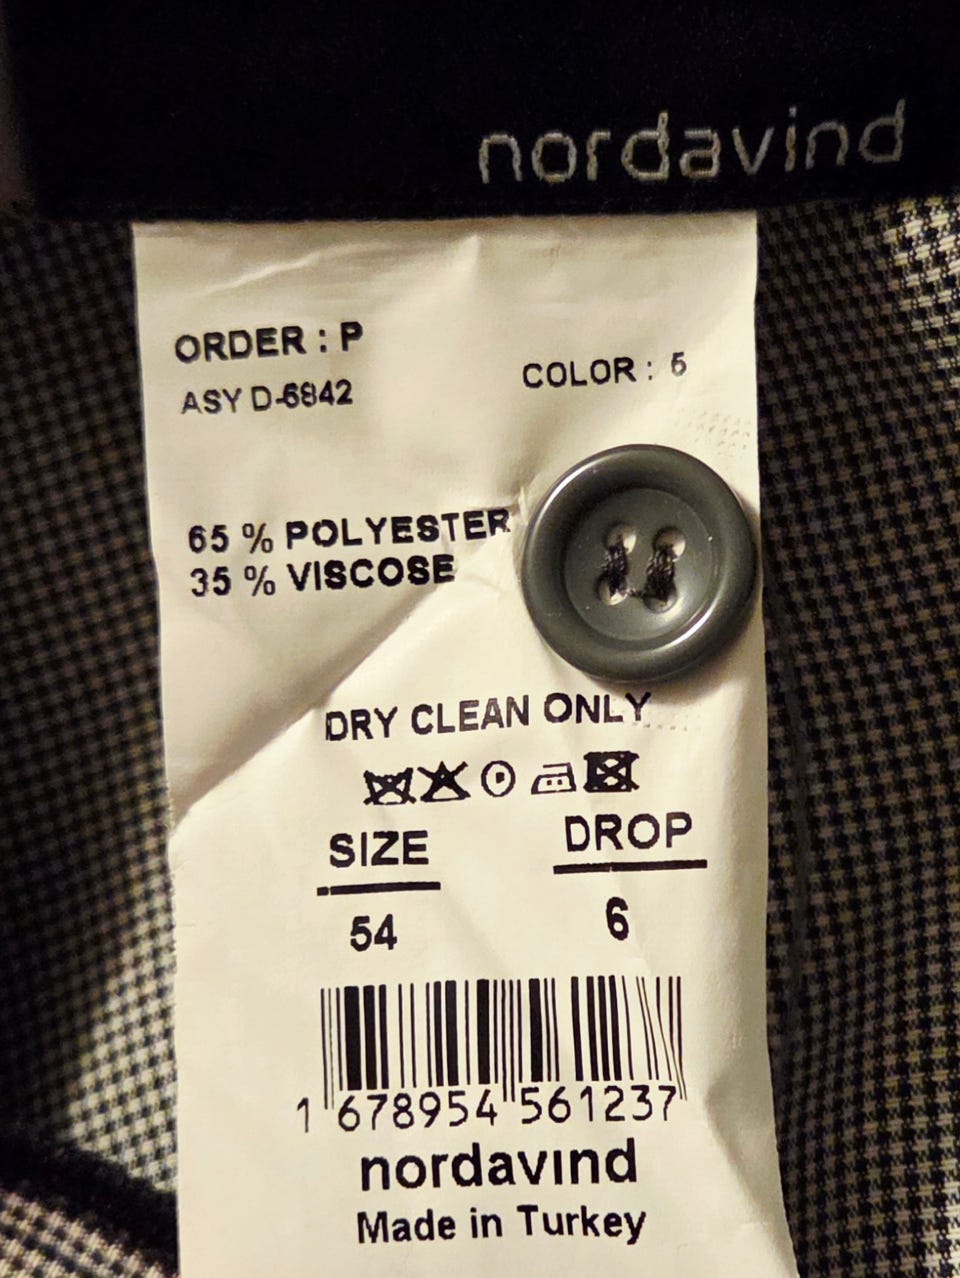 nordavind
ORDER : P
ASY D-6842
COLOR : 5
65 % POLYESTER
35 % VISCOSE
DRY CLEAN ONLY
P
SIZE
DROP
54
6
1 678954 561237
nordavind
Made in Turkey